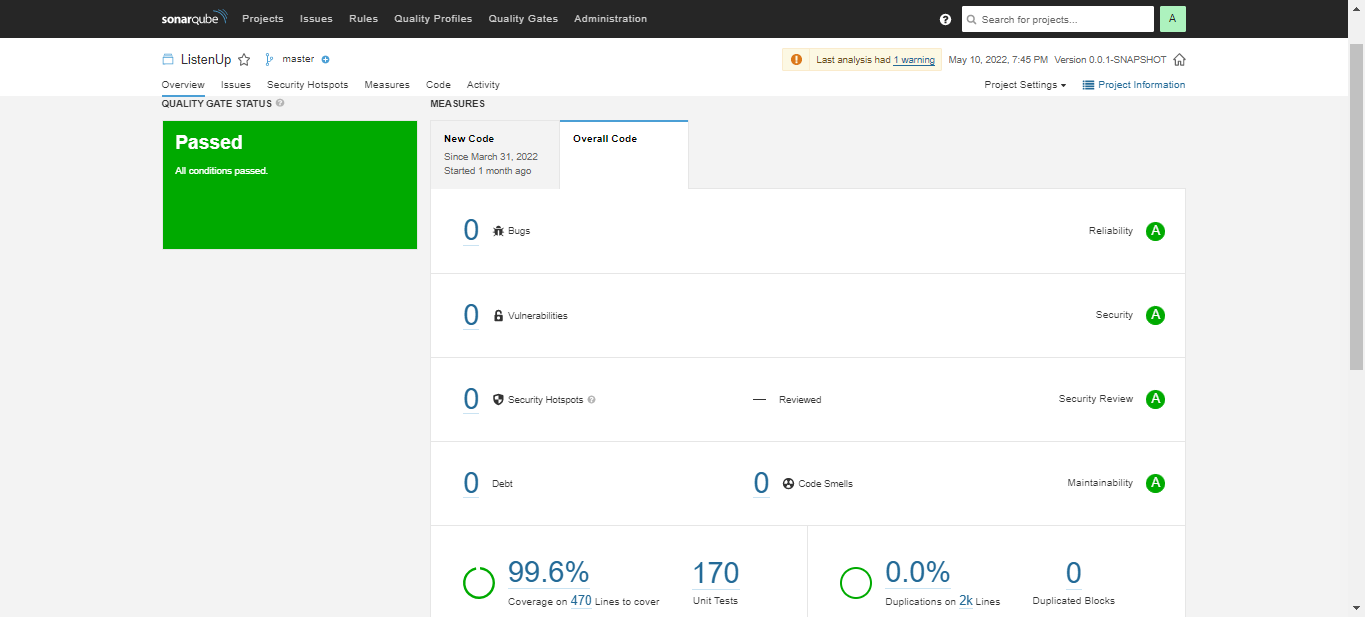 sonarqube Projects Issues Rules Quality Profiles Quality Gates Administration ? Search for projects... A
ListenUp master Last analysis had 1 warning May 10, 2022, 7:45 PM Version 0.0.1-SNAPSHOT
Overview Issues Security Hotspots Measures Code Activity Project Settings Project Information
QUALITY GATE STATUS ? MEASURES
Passed
All conditions passed.
New Code
Since March 31, 2022
Started 1 month ago
Overall Code
0 Bugs Reliability A
0 Vulnerabilities Security A
0 Security Hotspots ? — Reviewed Security Review A
0 Debt 0 Code Smells Maintainability A
99.6% 170 0.0% 0
Coverage on 470 Lines to cover Unit Tests Duplications on 2k Lines Duplicated Blocks